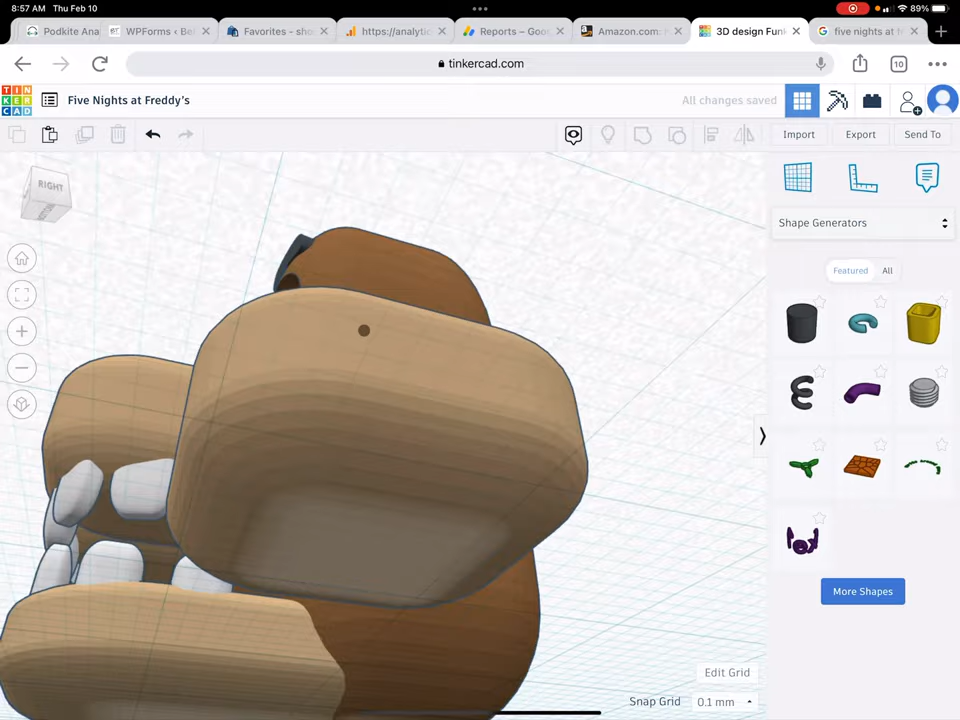 8:57 AM Thu Feb 10
89%
Podkite Ana
WPForms ‹ Bo
Favorites - sho
https://analytic
Reports – Goo
Amazon.com:
3D design Fun
five nights at f
tinkercad.com
10
TIN
KER
CAD
Five Nights at Freddy's
All changes saved
Import
Export
Send To
RIGHT
Shape Generators
Featured
All
More Shapes
Edit Grid
Snap Grid
0.1 mm